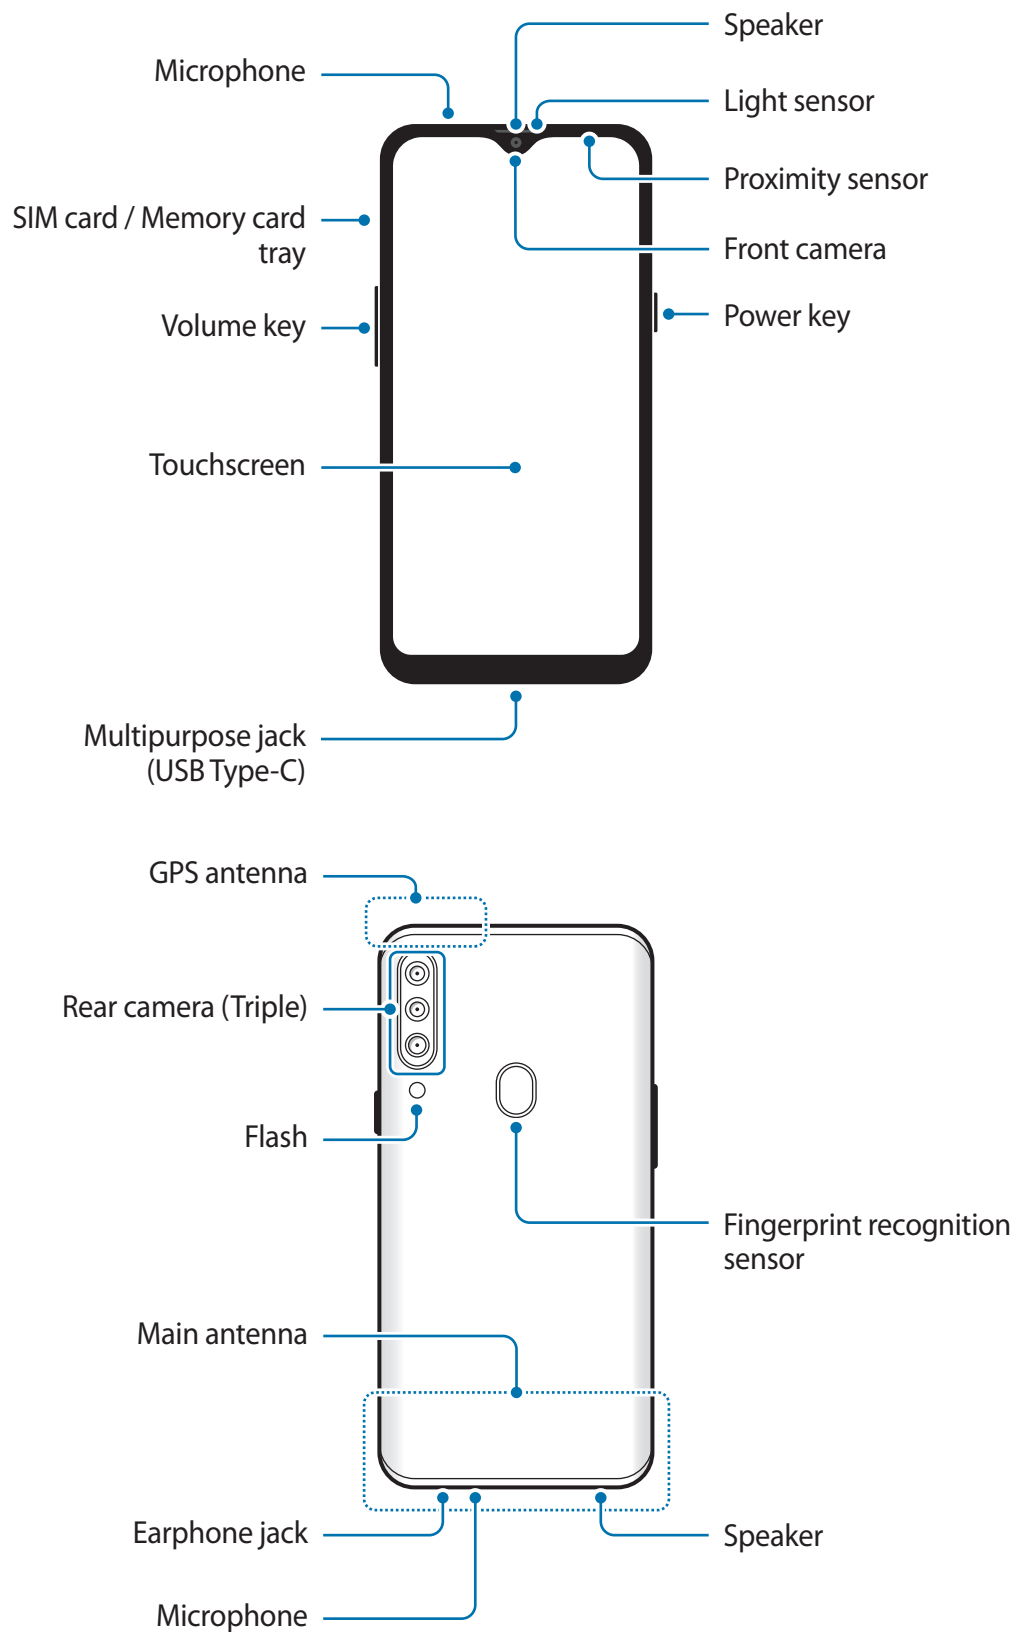 Speaker
Microphone
Light sensor
Proximity sensor
SIM card / Memory card
tray
Front camera
Volume key
Power key
Touchscreen
Multipurpose jack
(USB Type-C)
GPS antenna
Rear camera (Triple)
Flash
Fingerprint recognition
sensor
Main antenna
Earphone jack
Speaker
Microphone